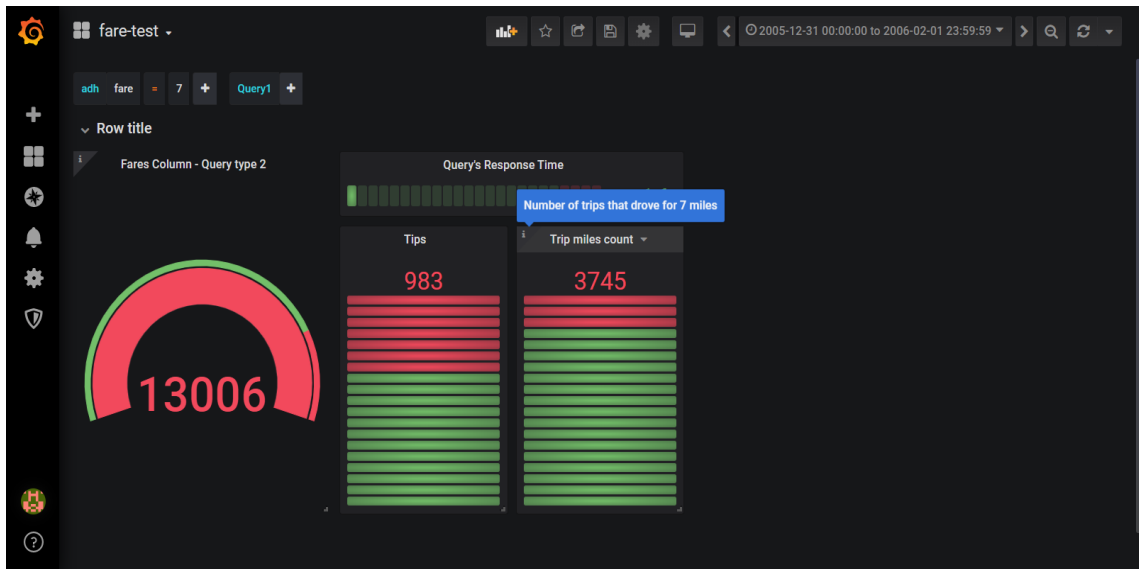 fare-test
2005-12-31 00:00:00 to 2006-02-01 23:59:59
adh fare = 7 + Query1 +
Row title
Fares Column - Query type 2
Query's Response Time
Number of trips that drove for 7 miles
Tips
Trip miles count
983
3745
13006